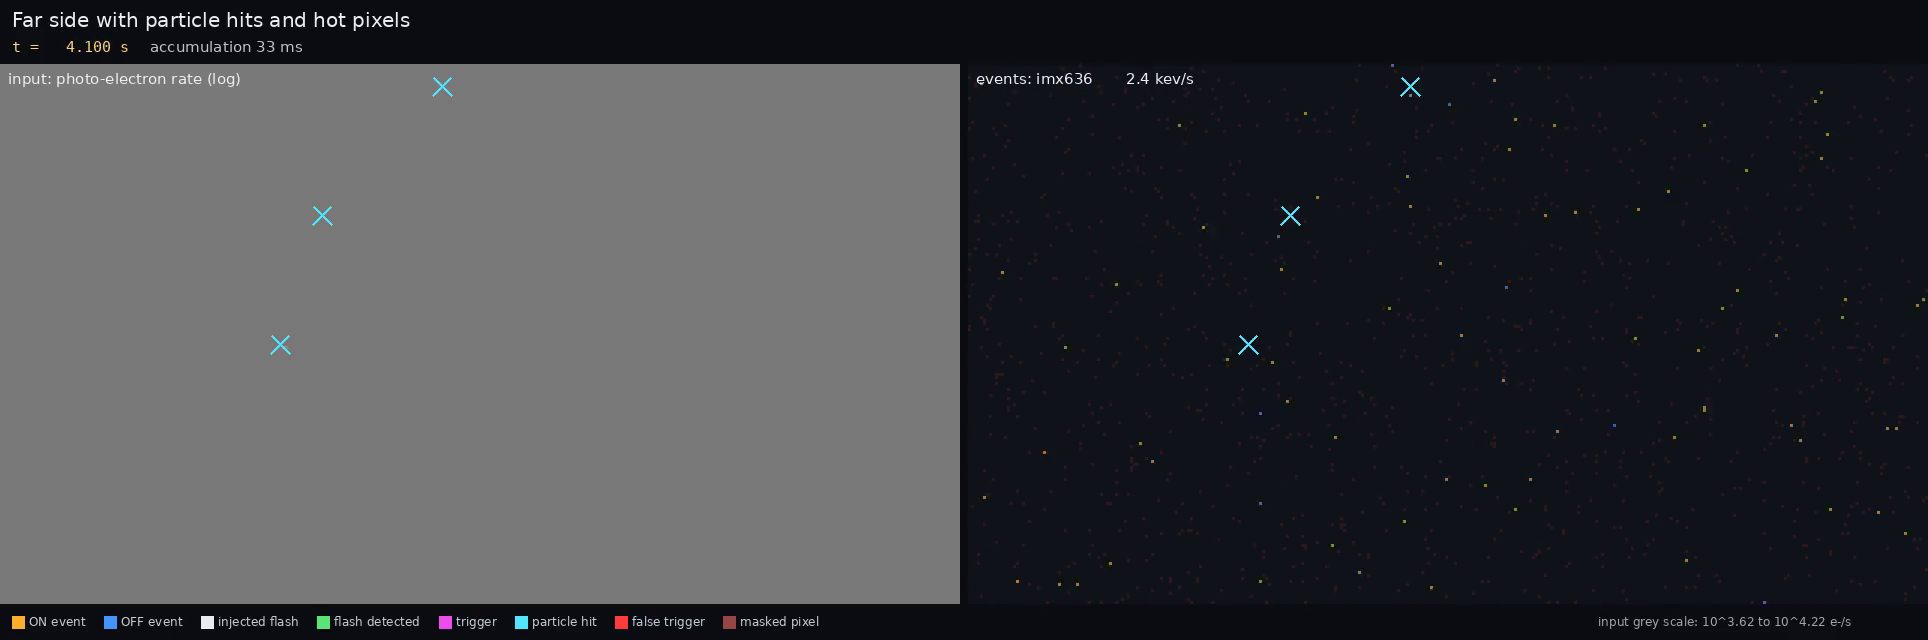 Far side with particle hits and hot pixels
t = 4.100 s accumulation 33 ms
input: photo-electron rate (log)
events: imx636 2.4 kev/s
ON event OFF event injected flash flash detected trigger particle hit false trigger masked pixel
input grey scale: 10^3.62 to 10^4.22 e-/s